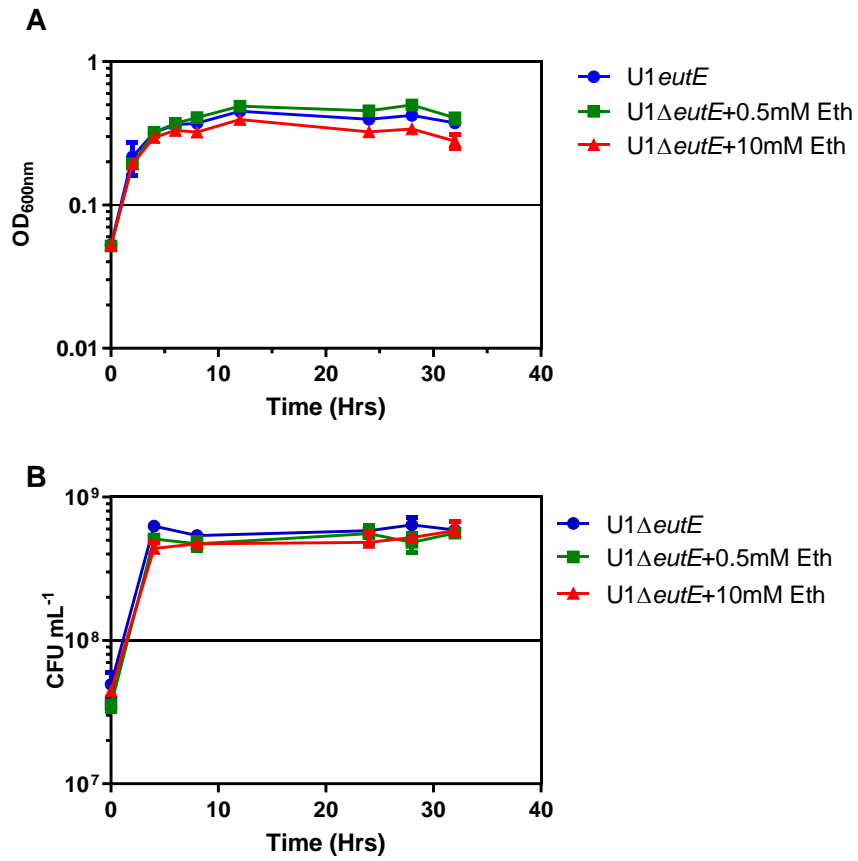 A
1
0.1
0.01
OD600nm
0 10 20 30 40
Time (Hrs)
U1eutE
U1ΔeutE+0.5mM Eth
U1ΔeutE+10mM Eth
B
10⁹
10⁸
10⁷
CFU mL⁻¹
0 10 20 30 40
Time (Hrs)
U1ΔeutE
U1ΔeutE+0.5mM Eth
U1ΔeutE+10mM Eth